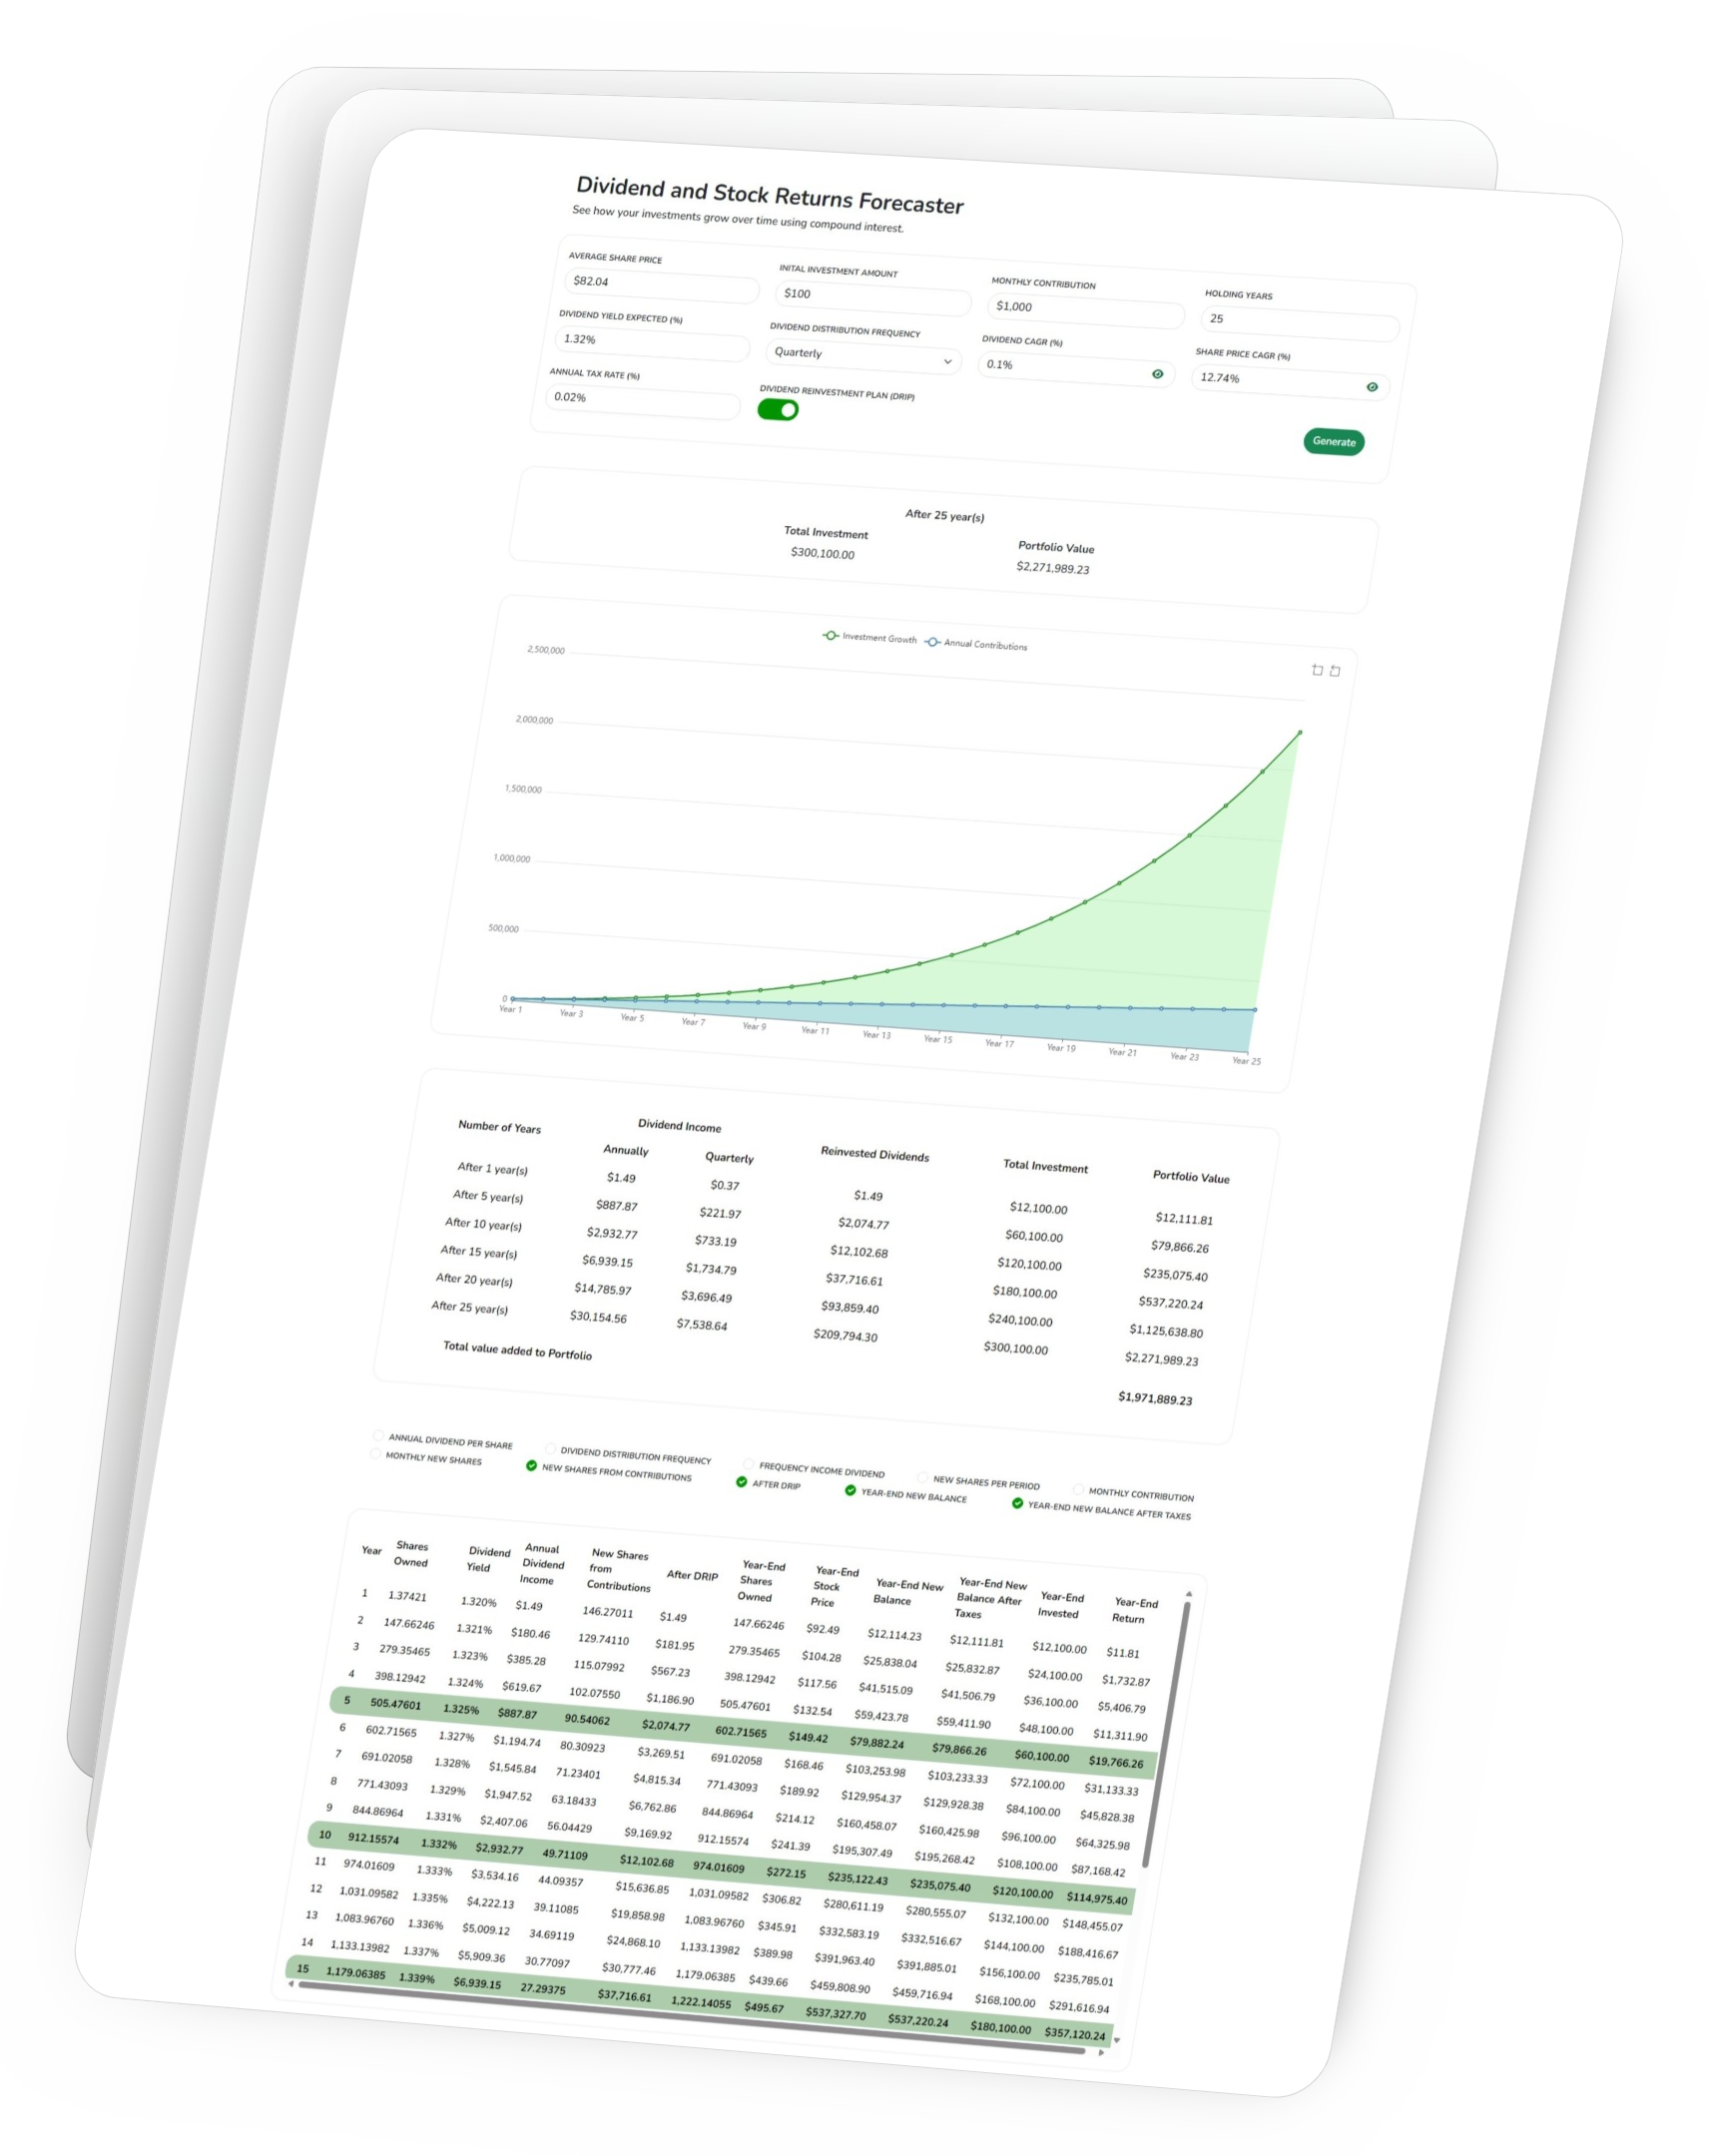 Dividend and Stock Returns Forecaster
See how your investments grow over time using compound interest.
AVERAGE SHARE PRICE INITAL INVESTMENT AMOUNT MONTHLY CONTRIBUTION HOLDING YEARS
$82.04 $100 $1,000 25
DIVIDEND YIELD EXPECTED (%) DIVIDEND DISTRIBUTION FREQUENCY DIVIDEND CAGR (%) SHARE PRICE CAGR (%)
1.32% Quarterly 0.1% 12.74%
ANNUAL TAX RATE (%) DIVIDEND REINVESTMENT PLAN (DRIP)
0.02%
Generate
After 25 year(s)
Total Investment Portfolio Value
$300,100.00 $2,271,989.23
Investment Growth Annual Contributions
2,500,000
2,000,000
1,500,000
1,000,000
500,000
0
Year 1 Year 3 Year 5 Year 7 Year 9 Year 11 Year 13 Year 15 Year 17 Year 19 Year 21 Year 23 Year 25
Number of Years Dividend Income Reinvested Dividends Total Investment Portfolio Value
Annually Quarterly
After 1 year(s) $1.49 $0.37 $1.49 $12,100.00 $12,111.81
After 5 year(s) $887.87 $221.97 $2,074.77 $60,100.00 $79,866.26
After 10 year(s) $2,932.77 $733.19 $12,102.68 $120,100.00 $235,075.40
After 15 year(s) $6,939.15 $1,734.79 $37,716.61 $180,100.00 $537,220.24
After 20 year(s) $14,785.97 $3,696.49 $93,859.40 $240,100.00 $1,125,638.80
After 25 year(s) $30,154.56 $7,538.64 $209,794.30 $300,100.00 $2,271,989.23
Total value added to Portfolio $1,971,889.23
ANNUAL DIVIDEND PER SHARE DIVIDEND DISTRIBUTION FREQUENCY FREQUENCY INCOME DIVIDEND NEW SHARES PER PERIOD MONTHLY CONTRIBUTION
MONTHLY NEW SHARES NEW SHARES FROM CONTRIBUTIONS AFTER DRIP YEAR-END NEW BALANCE YEAR-END NEW BALANCE AFTER TAXES
Year Shares Owned Dividend Yield Annual Dividend Income New Shares from Contributions After DRIP Year-End Shares Owned Year-End Stock Price Year-End New Balance Year-End New Balance After Taxes Year-End Invested Year-End Return
1 1.37421 1.320% $1.49 146.27011 $1.49 147.66246 $92.49 $12,114.23 $12,111.81 $12,100.00 $11.81
2 147.66246 1.321% $180.46 129.74110 $181.95 279.35465 $104.28 $25,838.04 $25,832.87 $24,100.00 $1,732.87
3 279.35465 1.323% $385.28 115.07992 $567.23 398.12942 $117.56 $41,515.09 $41,506.79 $36,100.00 $5,406.79
4 398.12942 1.324% $619.67 102.07550 $1,186.90 505.47601 $132.54 $59,423.78 $59,411.90 $48,100.00 $11,311.90
5 505.47601 1.325% $887.87 90.54062 $2,074.77 602.71565 $149.42 $79,882.24 $79,866.26 $60,100.00 $19,766.26
6 602.71565 1.327% $1,194.74 80.30923 $3,269.51 691.02058 $168.46 $103,253.98 $103,233.33 $72,100.00 $31,133.33
7 691.02058 1.328% $1,545.84 71.23401 $4,815.34 771.43093 $189.92 $129,954.37 $129,928.38 $84,100.00 $45,828.38
8 771.43093 1.329% $1,947.52 63.18433 $6,762.86 844.86964 $214.12 $160,458.07 $160,425.98 $96,100.00 $64,325.98
9 844.86964 1.331% $2,407.06 56.04429 $9,169.92 912.15574 $241.39 $195,307.49 $195,268.42 $108,100.00 $87,168.42
10 912.15574 1.332% $2,932.77 49.71109 $12,102.68 974.01609 $272.15 $235,122.43 $235,075.40 $120,100.00 $114,975.40
11 974.01609 1.333% $3,534.16 44.09357 $15,636.85 1,031.09582 $306.82 $280,611.19 $280,555.07 $132,100.00 $148,455.07
12 1,031.09582 1.335% $4,222.13 39.11085 $19,858.98 1,083.96760 $345.91 $332,583.19 $332,516.67 $144,100.00 $188,416.67
13 1,083.96760 1.336% $5,009.12 34.69119 $24,868.10 1,133.13982 $389.98 $391,963.40 $391,885.01 $156,100.00 $235,785.01
14 1,133.13982 1.337% $5,909.36 30.77097 $30,777.46 1,179.06385 $439.66 $459,808.90 $459,716.94 $168,100.00 $291,616.94
15 1,179.06385 1.339% $6,939.15 27.29375 $37,716.61 1,222.14055 $495.67 $537,327.70 $537,220.24 $180,100.00 $357,120.24